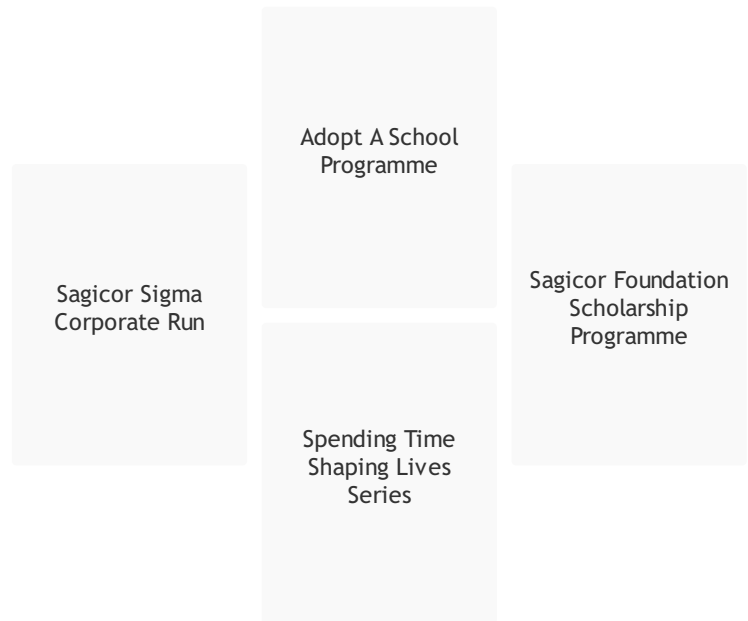 Adopt A School
Programme
Sagicor Sigma
Corporate Run
Sagicor Foundation
Scholarship
Programme
Spending Time
Shaping Lives
Series